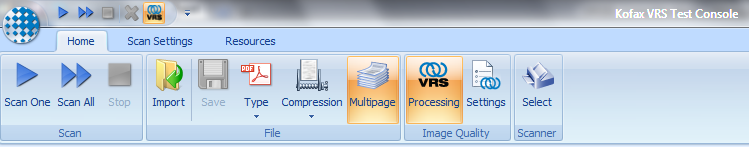 VRS Kofax VRS Test Console
Home Scan Settings Resources
PDF VRS
Scan One Scan All Stop Import Save Type Compression Multipage Processing Settings Select
Scan File Image Quality Scanner